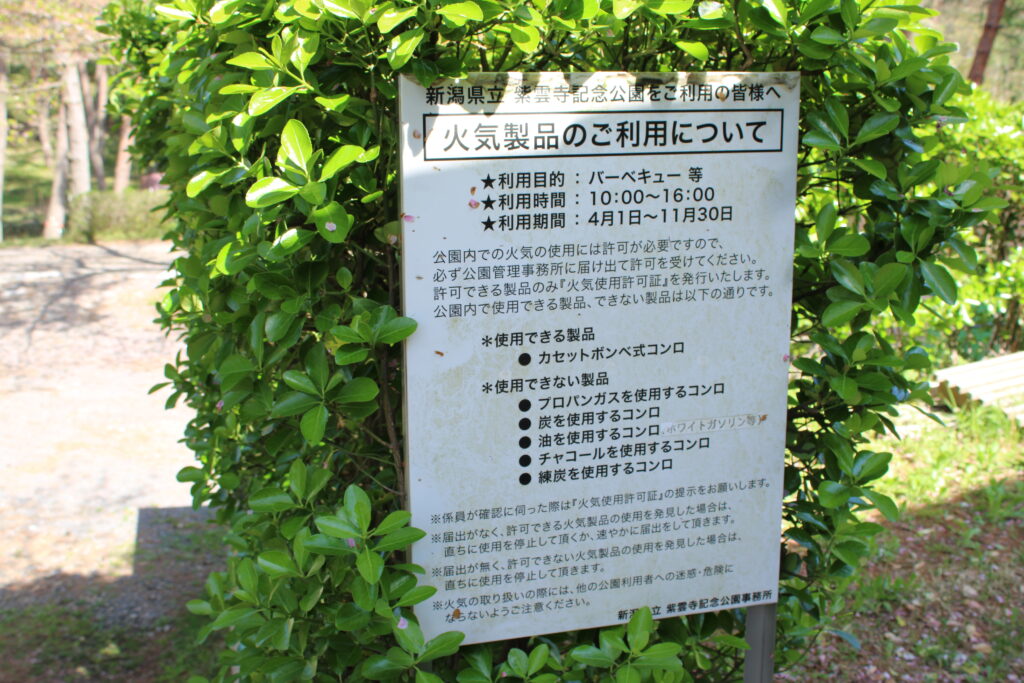 新潟県立 紫雲寺記念公園をご利用の皆様へ
火気製品のご利用について
★利用目的：バーベキュー 等
★利用時間：10:00～16:00
★利用期間：4月1日～11月30日
公園内での火気の使用には許可が必要ですので、
必ず公園管理事務所に届け出て許可を受けてください。
許可できる製品のみ『火気使用許可証』を発行いたします。
公園内で使用できる製品、できない製品は以下の通りです。
＊使用できる製品
● カセットボンベ式コンロ
＊使用できない製品
● プロパンガスを使用するコンロ
● 炭を使用するコンロ
● 油を使用するコンロ（ホワイトガソリン等）
● チャコールを使用するコンロ
● 練炭を使用するコンロ
※係員が確認に伺った際は『火気使用許可証』の提示をお願いします。
※届出がなく、許可できる火気製品の使用を発見した場合は、
直ちに使用を停止して頂くか、速やかに届出をして頂きます。
※届出が無く、許可できない火気製品の使用を発見した場合は、
直ちに使用を停止して頂きます。
※火気の取り扱いの際には、他の公園利用者への迷惑・危険に
ならないようご注意ください。
新潟県立 紫雲寺記念公園事務所